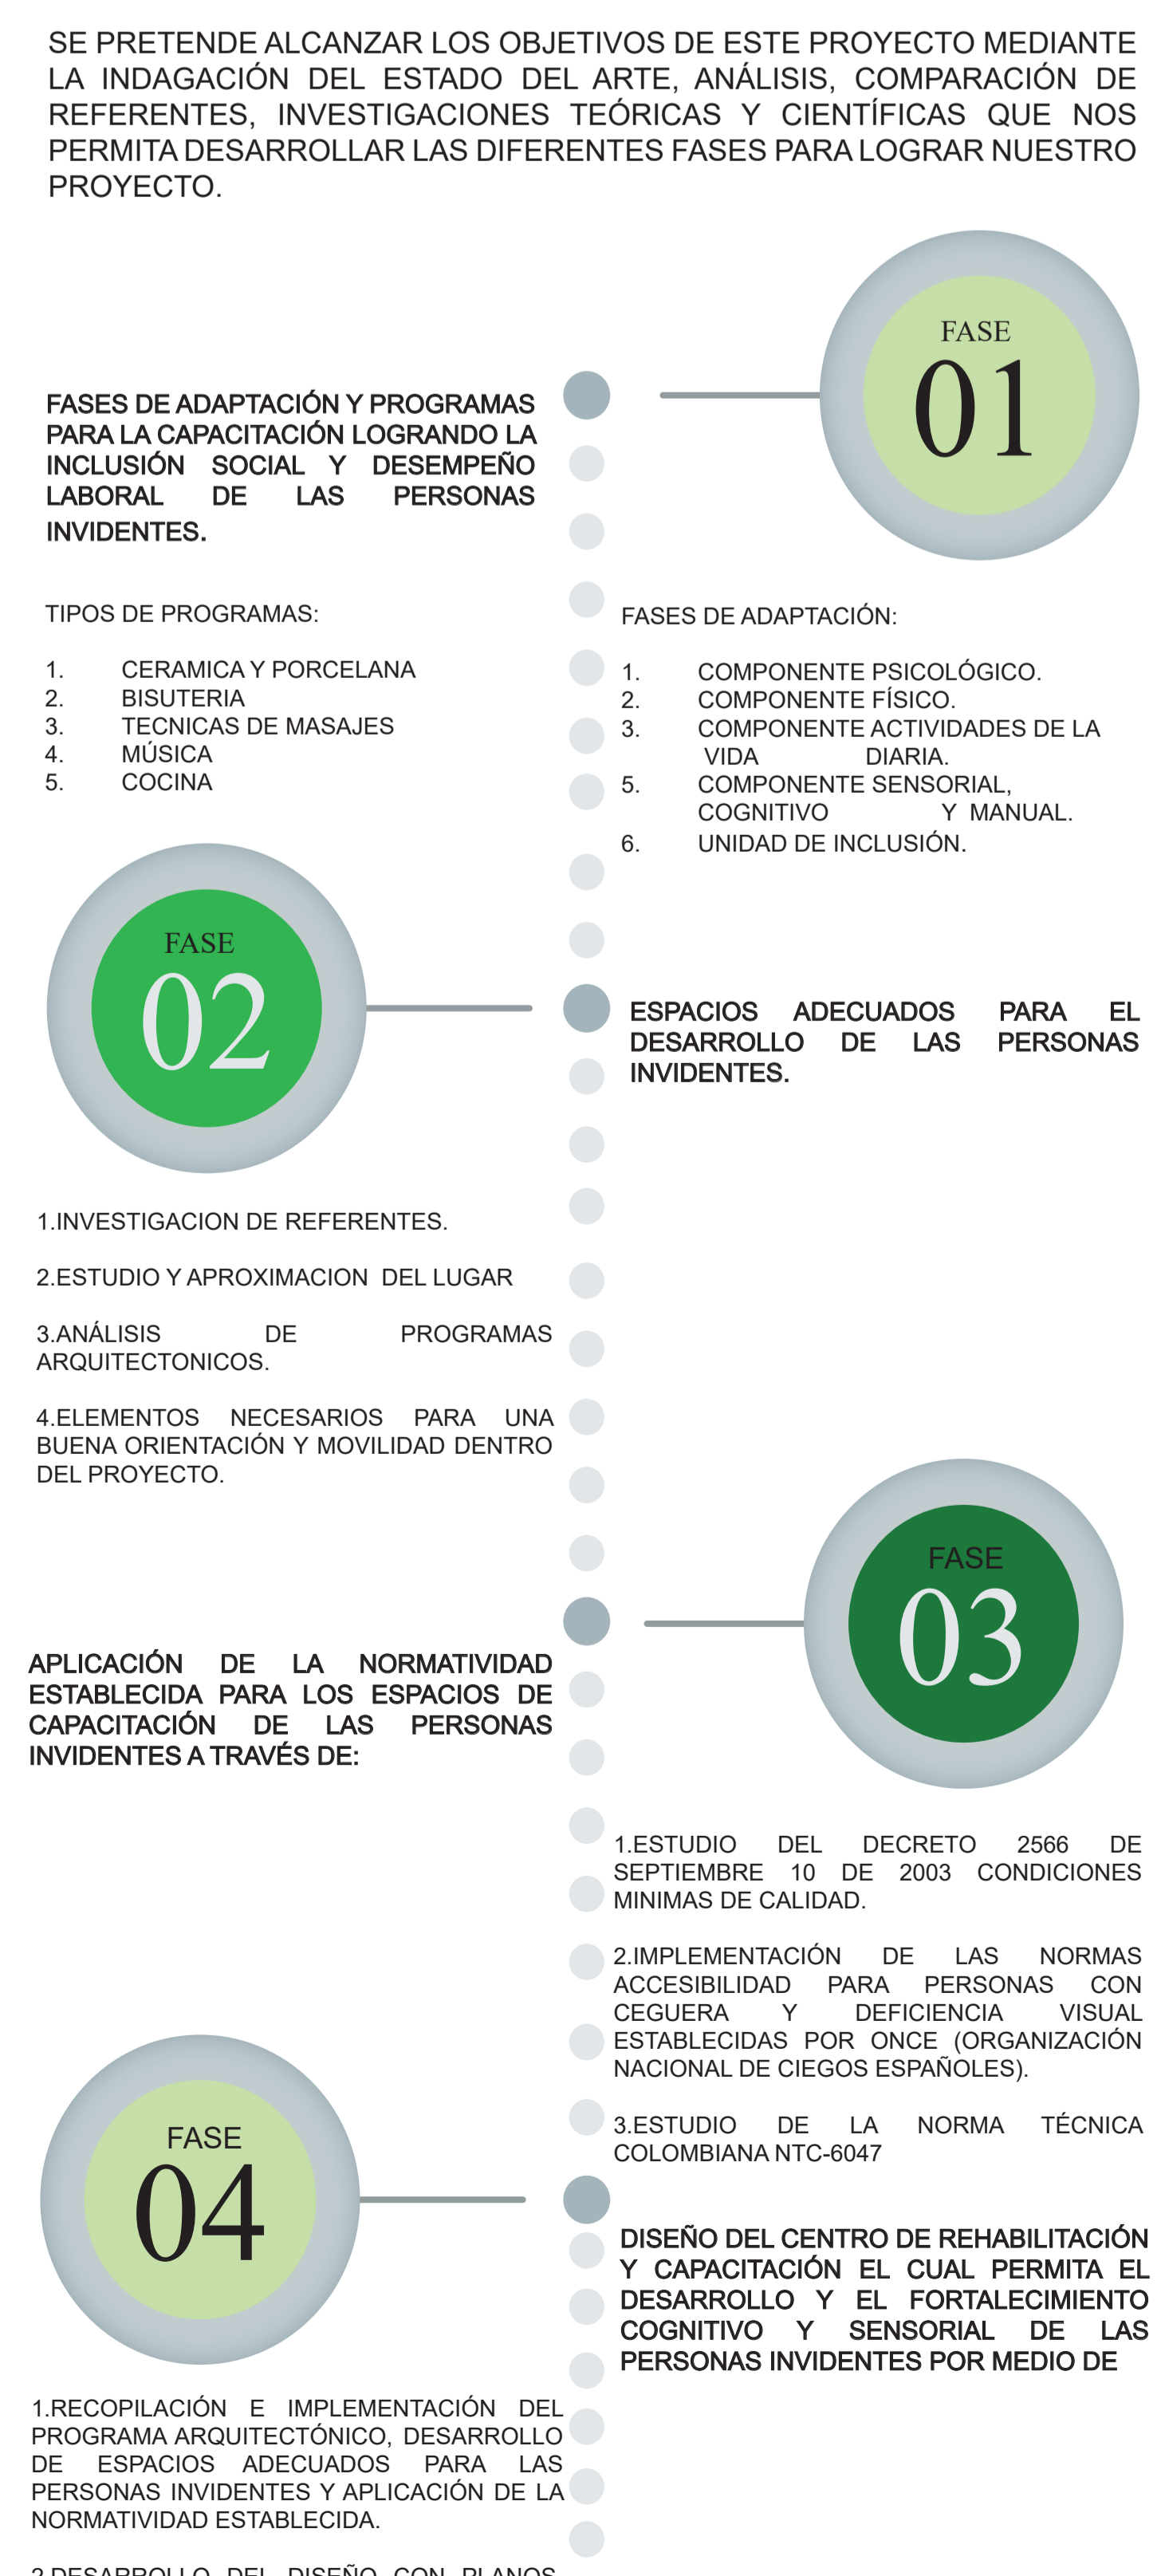 SE PRETENDE ALCANZAR LOS OBJETIVOS DE ESTE PROYECTO MEDIANTE
LA INDAGACIÓN DEL ESTADO DEL ARTE, ANÁLISIS, COMPARACIÓN DE
REFERENTES, INVESTIGACIONES TEÓRICAS Y CIENTÍFICAS QUE NOS
PERMITA DESARROLLAR LAS DIFERENTES FASES PARA LOGRAR NUESTRO
PROYECTO.
FASE
01
FASES DE ADAPTACIÓN Y PROGRAMAS
PARA LA CAPACITACIÓN LOGRANDO LA
INCLUSIÓN SOCIAL Y DESEMPEÑO
LABORAL DE LAS PERSONAS
INVIDENTES.
TIPOS DE PROGRAMAS:
1. CERAMICA Y PORCELANA
2. BISUTERIA
3. TECNICAS DE MASAJES
4. MÚSICA
5. COCINA
FASES DE ADAPTACIÓN:
1. COMPONENTE PSICOLÓGICO.
2. COMPONENTE FÍSICO.
3. COMPONENTE ACTIVIDADES DE LA
VIDA DIARIA.
5. COMPONENTE SENSORIAL,
COGNITIVO Y MANUAL.
6. UNIDAD DE INCLUSIÓN.
FASE
02
ESPACIOS ADECUADOS PARA EL
DESARROLLO DE LAS PERSONAS
INVIDENTES.
1.INVESTIGACION DE REFERENTES.
2.ESTUDIO Y APROXIMACION DEL LUGAR
3.ANÁLISIS DE PROGRAMAS
ARQUITECTONICOS.
4.ELEMENTOS NECESARIOS PARA UNA
BUENA ORIENTACIÓN Y MOVILIDAD DENTRO
DEL PROYECTO.
FASE
03
APLICACIÓN DE LA NORMATIVIDAD
ESTABLECIDA PARA LOS ESPACIOS DE
CAPACITACIÓN DE LAS PERSONAS
INVIDENTES A TRAVÉS DE:
1.ESTUDIO DEL DECRETO 2566 DE
SEPTIEMBRE 10 DE 2003 CONDICIONES
MINIMAS DE CALIDAD.
2.IMPLEMENTACIÓN DE LAS NORMAS
ACCESIBILIDAD PARA PERSONAS CON
CEGUERA Y DEFICIENCIA VISUAL
ESTABLECIDAS POR ONCE (ORGANIZACIÓN
NACIONAL DE CIEGOS ESPAÑOLES).
3.ESTUDIO DE LA NORMA TÉCNICA
COLOMBIANA NTC-6047
FASE
04
DISEÑO DEL CENTRO DE REHABILITACIÓN
Y CAPACITACIÓN EL CUAL PERMITA EL
DESARROLLO Y EL FORTALECIMIENTO
COGNITIVO Y SENSORIAL DE LAS
PERSONAS INVIDENTES POR MEDIO DE
1.RECOPILACIÓN E IMPLEMENTACIÓN DEL
PROGRAMA ARQUITECTÓNICO, DESARROLLO
DE ESPACIOS ADECUADOS PARA LAS
PERSONAS INVIDENTES Y APLICACIÓN DE LA
NORMATIVIDAD ESTABLECIDA.
2.DESARROLLO DEL DISEÑO CON PLANOS,